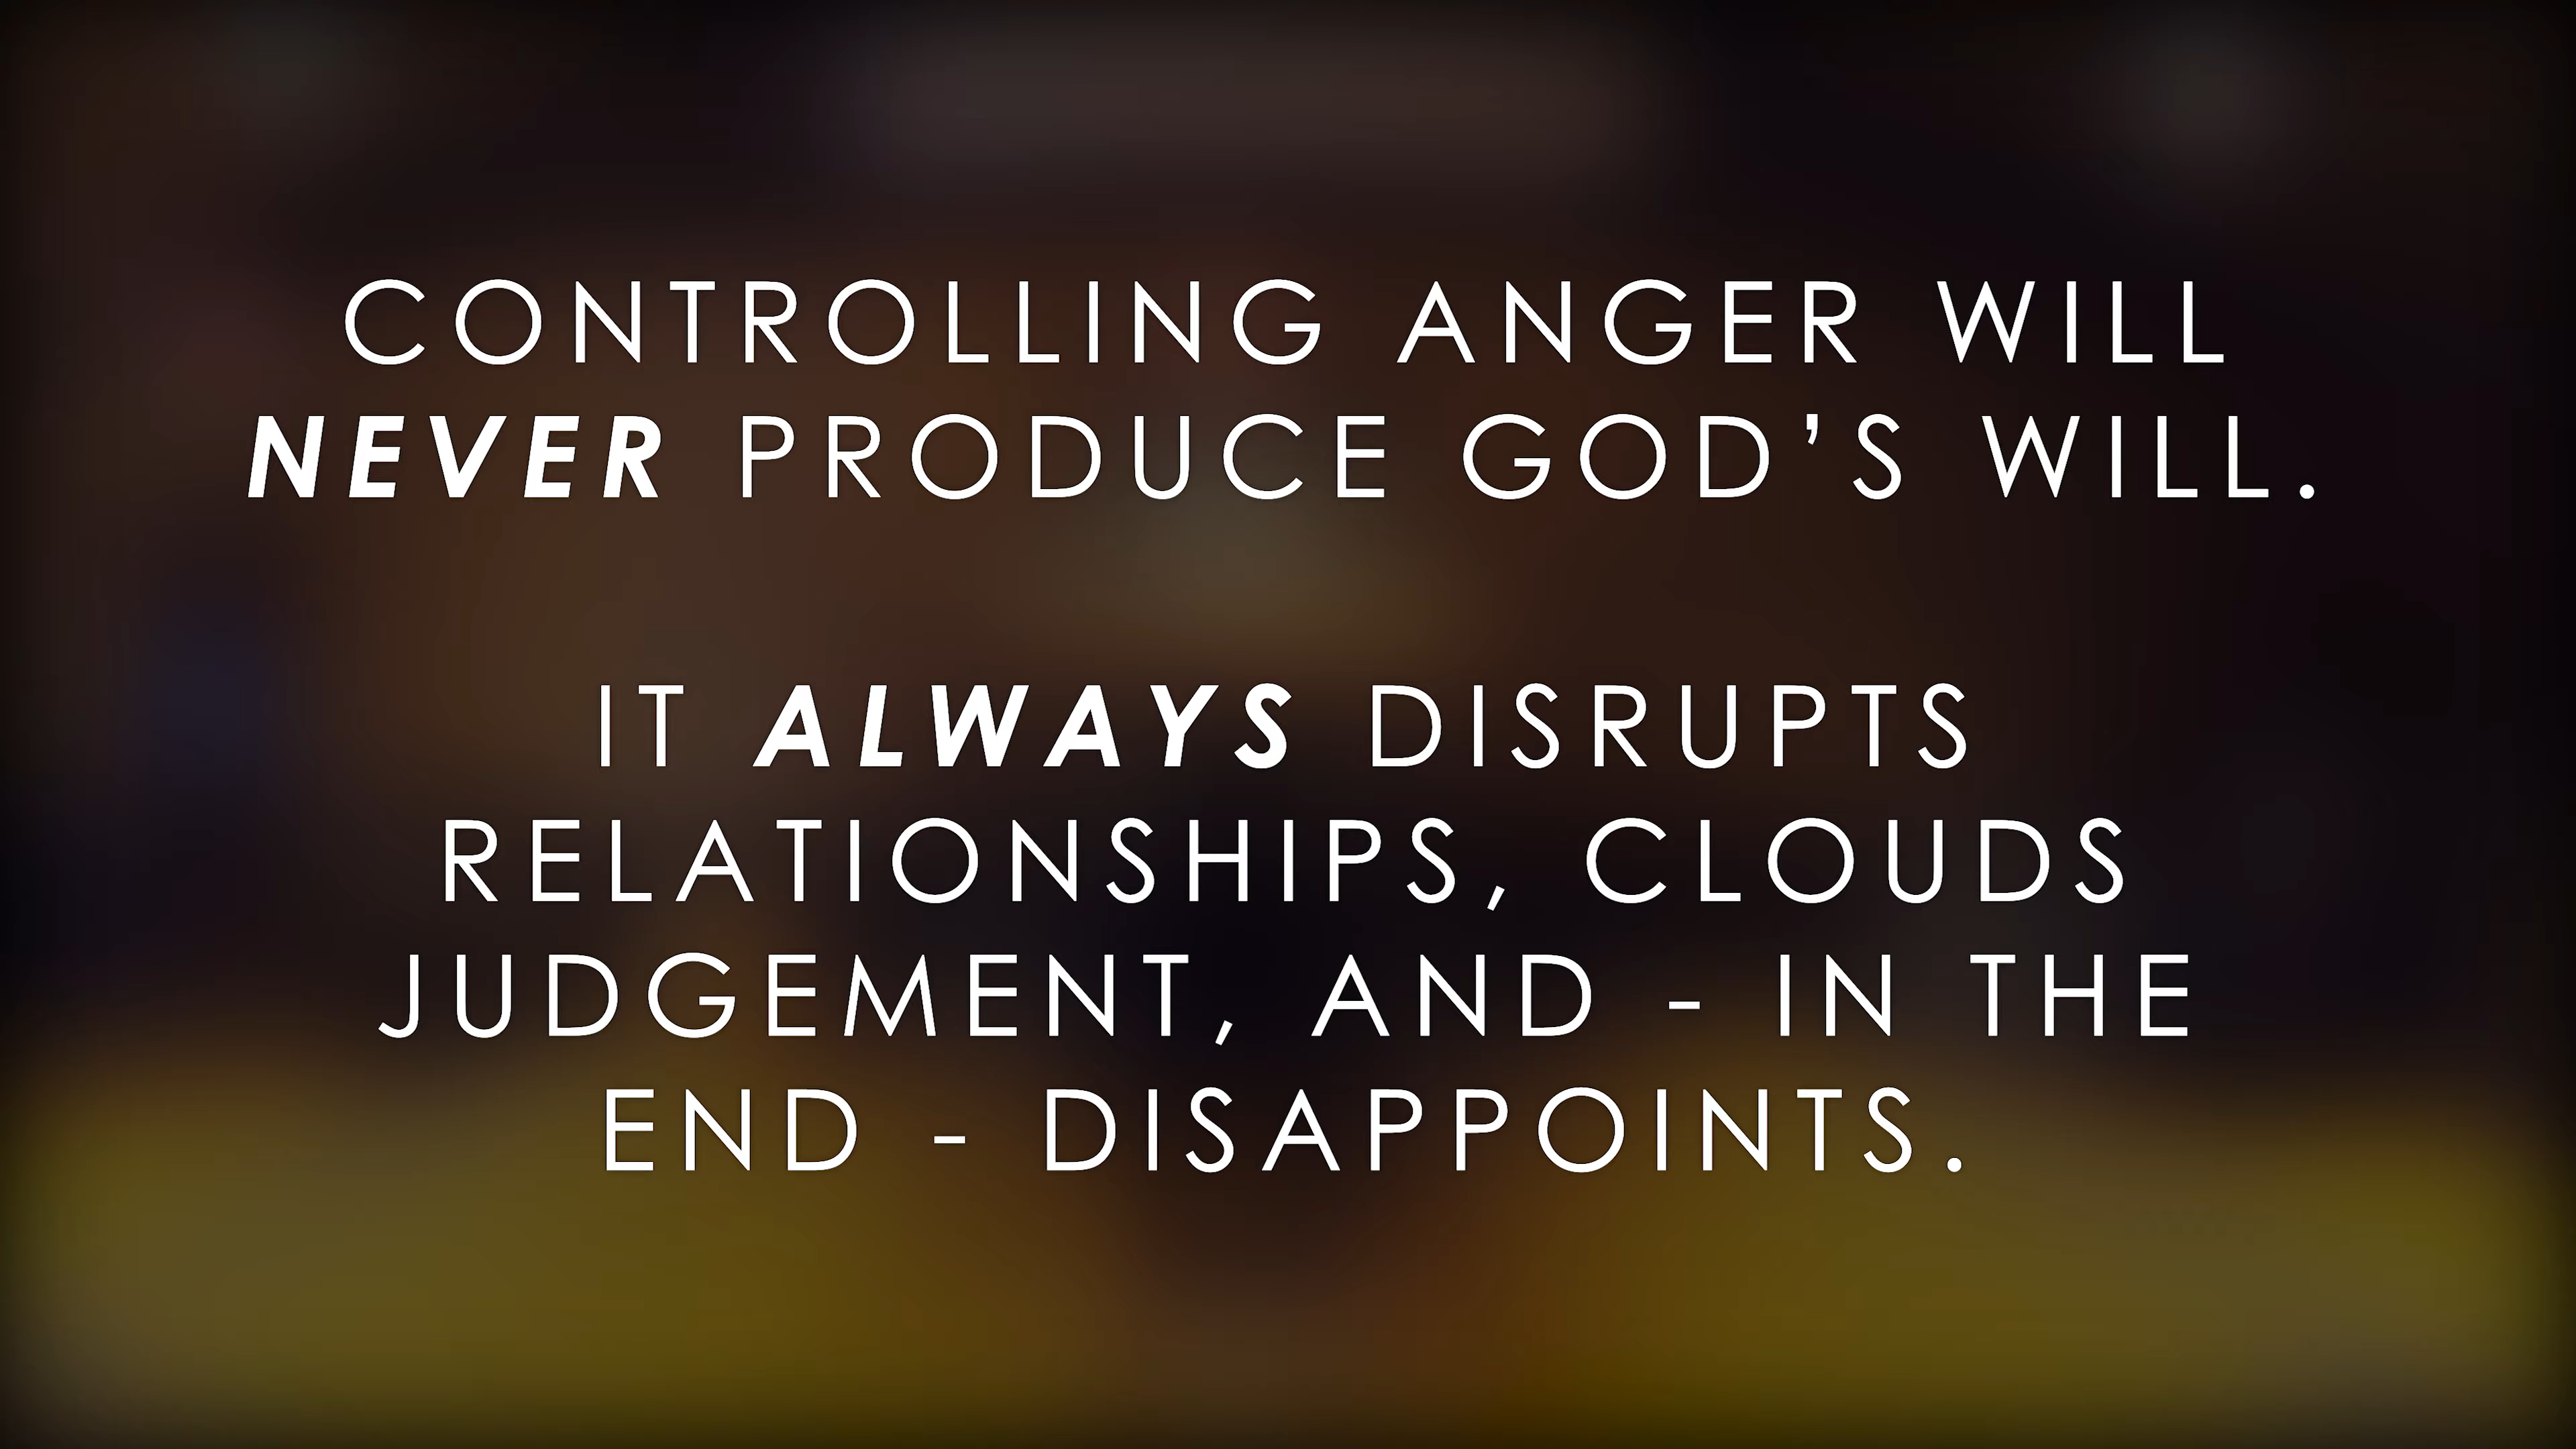 CONTROLLING ANGER WILL
NEVER PRODUCE GOD’S WILL.
IT ALWAYS DISRUPTS
RELATIONSHIPS, CLOUDS
JUDGEMENT, AND - IN THE
END - DISAPPOINTS.